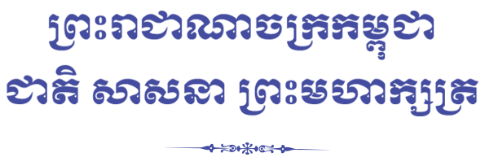 ព្រះរាជាណាចក្រកម្ពុជា
ជាតិ សាសនា ព្រះមហាក្សត្រ